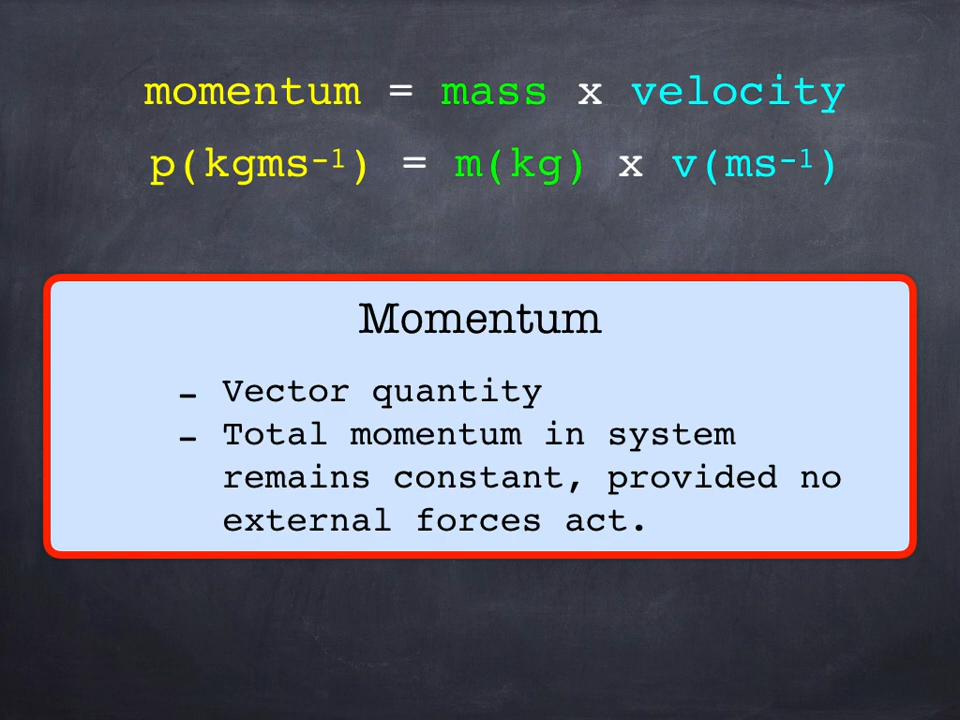 momentum = mass x velocity
p(kgms⁻¹) = m(kg) x v(ms⁻¹)
Momentum
- Vector quantity
- Total momentum in system
remains constant, provided no
external forces act.